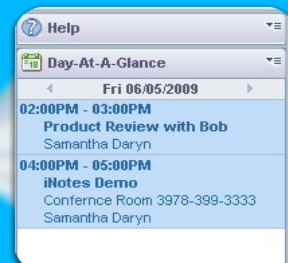 Help
18
Day-At-A-Glance
Fri 06/05/2009
02:00PM - 03:00PM
Product Review with Bob
Samantha Daryn
04:00PM - 05:00PM
iNotes Demo
Confernce Room 3978-399-3333
Samantha Daryn